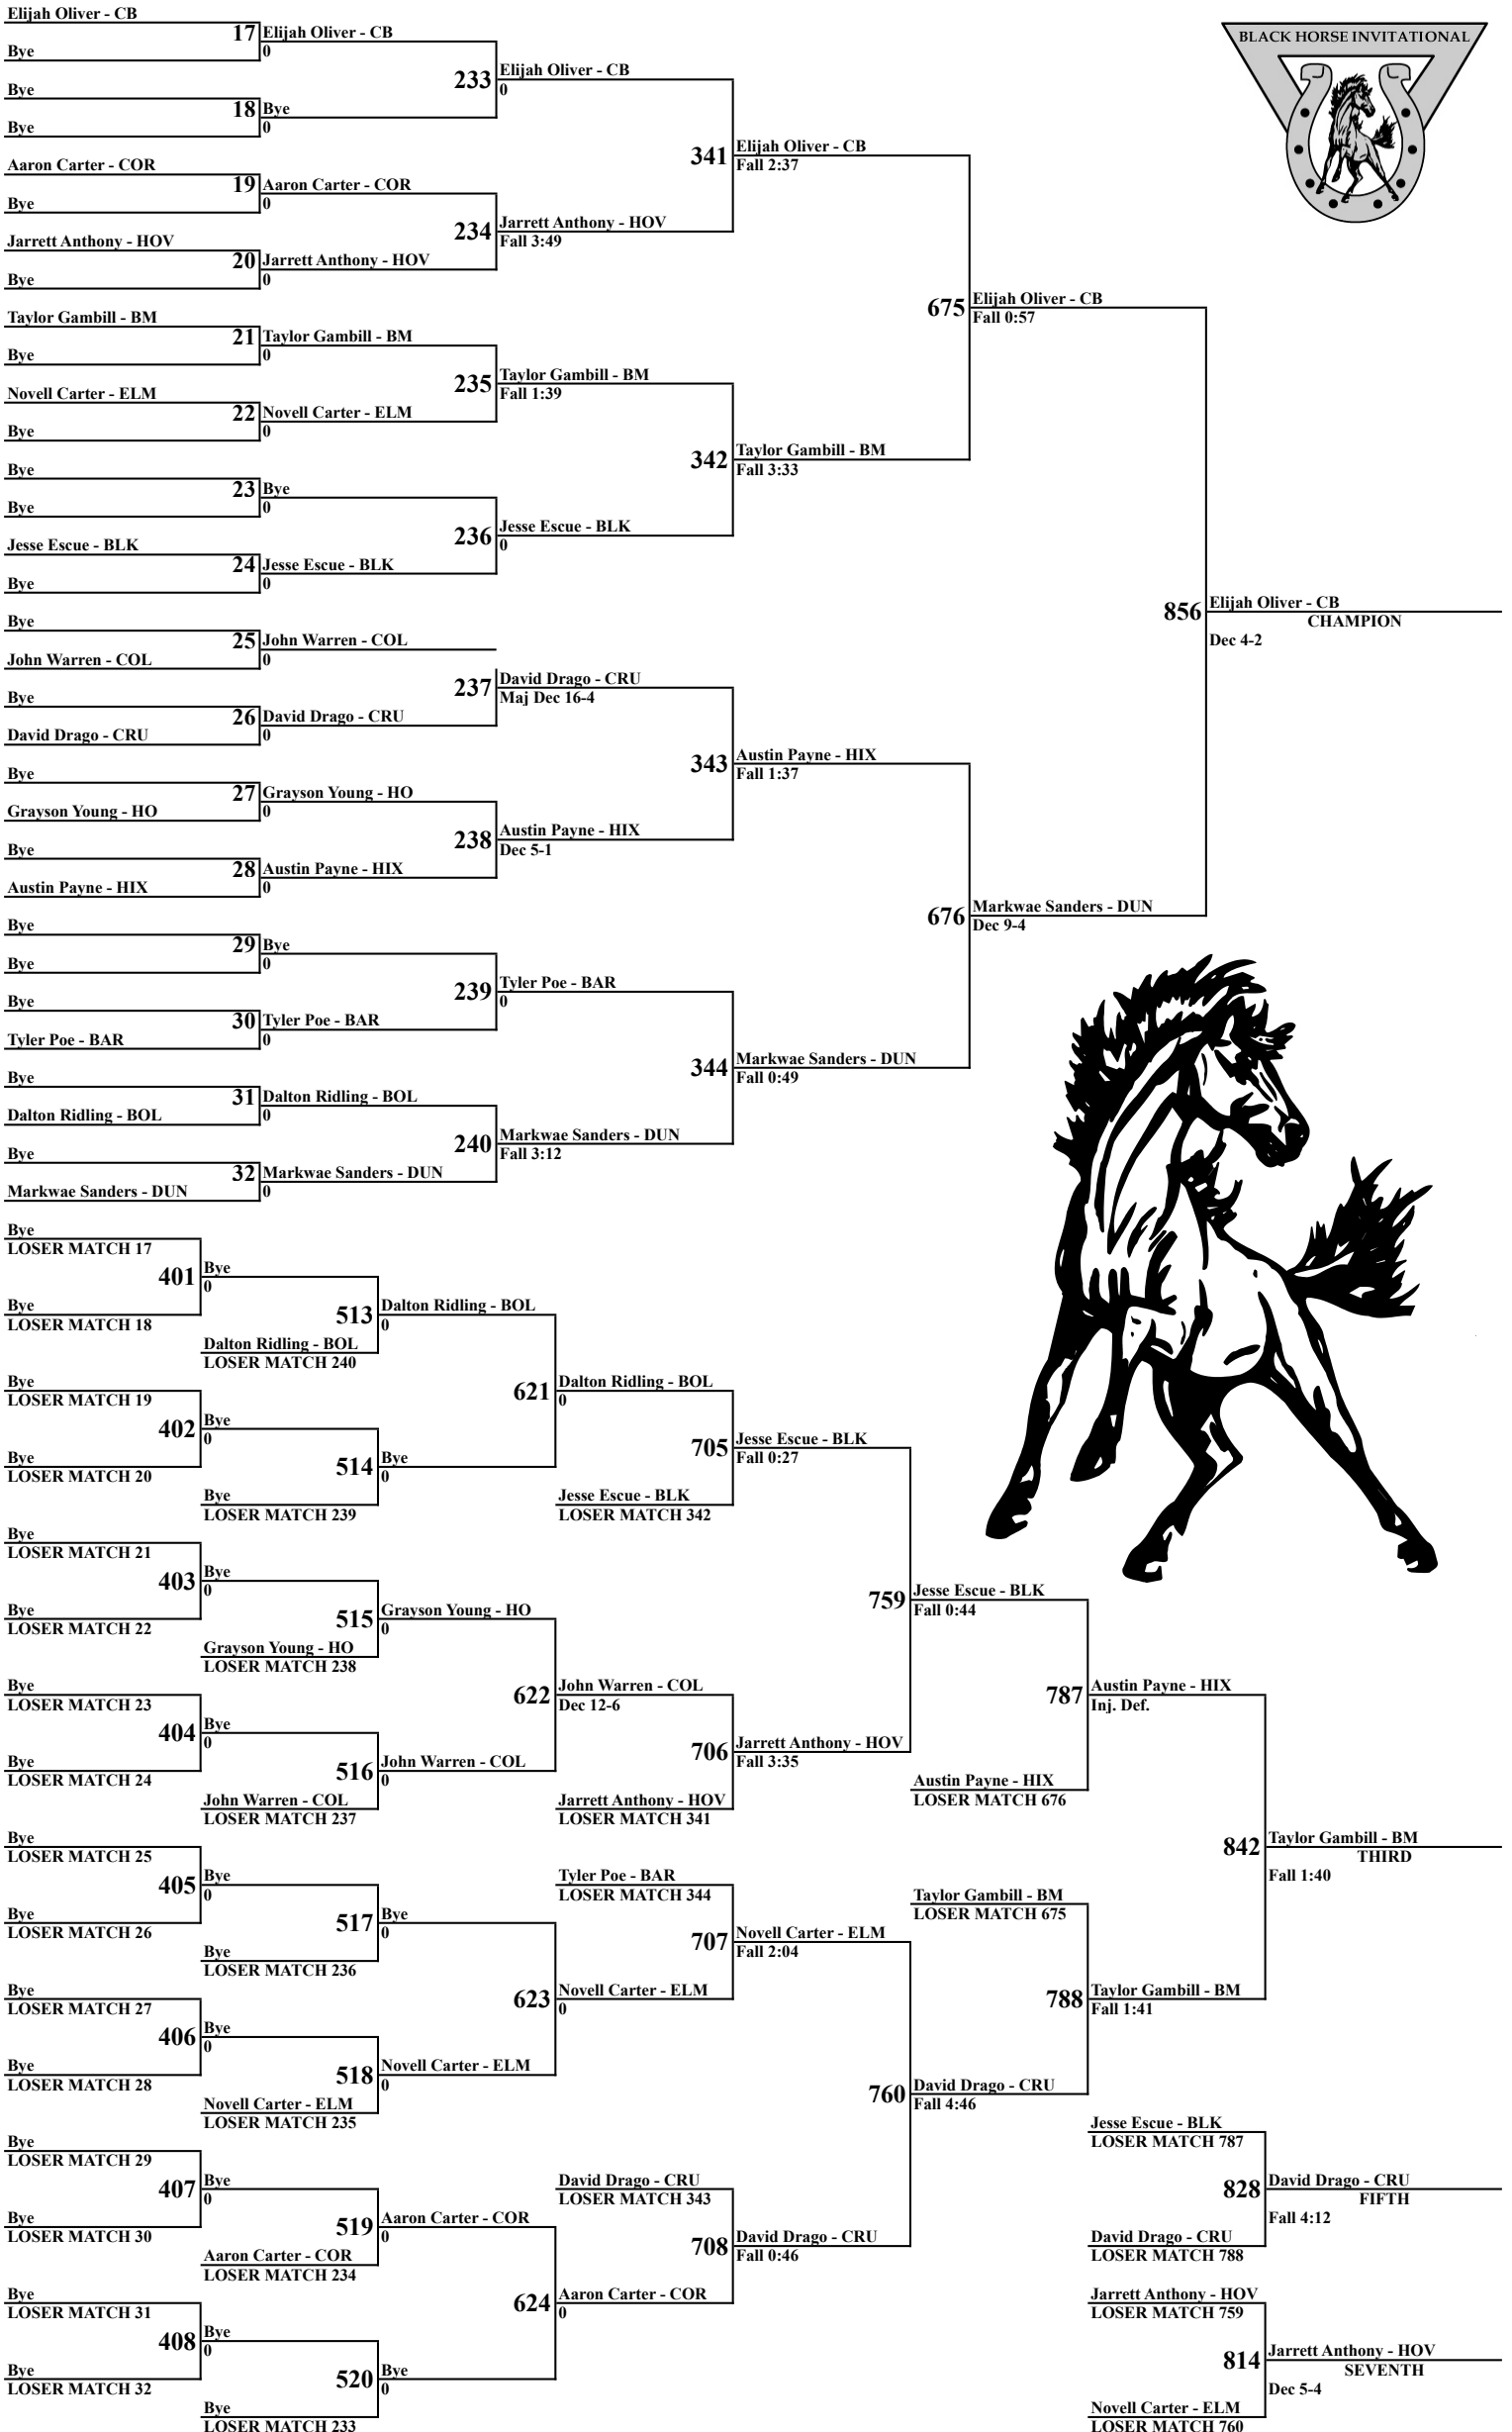 BLACK HORSE INVITATIONAL
Elijah Oliver - CB
17
Bye
Elijah Oliver - CB
0
Bye
18
Bye
Bye
0
233
Elijah Oliver - CB
0
Aaron Carter - COR
19
Bye
Aaron Carter - COR
0
Jarrett Anthony - HOV
20
Bye
Jarrett Anthony - HOV
0
234
Jarrett Anthony - HOV
Fall 3:49
341
Elijah Oliver - CB
Fall 2:37
Taylor Gambill - BM
21
Bye
Taylor Gambill - BM
0
Novell Carter - ELM
22
Bye
Novell Carter - ELM
0
235
Taylor Gambill - BM
Fall 1:39
Bye
23
Bye
Bye
0
Jesse Escue - BLK
24
Bye
Jesse Escue - BLK
0
236
Jesse Escue - BLK
0
342
Taylor Gambill - BM
Fall 3:33
675
Elijah Oliver - CB
Fall 0:57
Bye
25
John Warren - COL
John Warren - COL
0
Bye
26
David Drago - CRU
David Drago - CRU
0
237
David Drago - CRU
Maj Dec 16-4
Bye
27
Grayson Young - HO
Grayson Young - HO
0
Bye
28
Austin Payne - HIX
Austin Payne - HIX
0
238
Austin Payne - HIX
Dec 5-1
343
Austin Payne - HIX
Fall 1:37
Bye
29
Bye
Bye
0
Bye
30
Tyler Poe - BAR
Tyler Poe - BAR
0
239
Tyler Poe - BAR
0
Bye
31
Dalton Ridling - BOL
Dalton Ridling - BOL
0
Bye
32
Markwae Sanders - DUN
Markwae Sanders - DUN
0
240
Markwae Sanders - DUN
Fall 3:12
344
Markwae Sanders - DUN
Fall 0:49
676
Markwae Sanders - DUN
Dec 9-4
856
Elijah Oliver - CB
CHAMPION
Dec 4-2
Bye
LOSER MATCH 17
401
Bye
LOSER MATCH 18
Bye
0
513
Dalton Ridling - BOL
LOSER MATCH 240
Dalton Ridling - BOL
0
Bye
LOSER MATCH 19
402
Bye
LOSER MATCH 20
Bye
0
514
Bye
LOSER MATCH 239
Bye
0
621
Dalton Ridling - BOL
0
705
Jesse Escue - BLK
LOSER MATCH 342
Jesse Escue - BLK
Fall 0:27
Bye
LOSER MATCH 21
403
Bye
LOSER MATCH 22
Bye
0
515
Grayson Young - HO
LOSER MATCH 238
Grayson Young - HO
0
Bye
LOSER MATCH 23
404
Bye
LOSER MATCH 24
Bye
0
516
John Warren - COL
LOSER MATCH 237
John Warren - COL
0
622
John Warren - COL
Dec 12-6
706
Jarrett Anthony - HOV
LOSER MATCH 341
Jarrett Anthony - HOV
Fall 3:35
759
Jesse Escue - BLK
Fall 0:44
787
Austin Payne - HIX
LOSER MATCH 676
Austin Payne - HIX
Inj. Def.
Bye
LOSER MATCH 25
405
Bye
LOSER MATCH 26
Bye
0
517
Bye
LOSER MATCH 236
Bye
0
Bye
LOSER MATCH 27
406
Bye
LOSER MATCH 28
Bye
0
518
Novell Carter - ELM
LOSER MATCH 235
Novell Carter - ELM
0
623
Novell Carter - ELM
0
Tyler Poe - BAR
LOSER MATCH 344
707
Novell Carter - ELM
Fall 2:04
Bye
LOSER MATCH 29
407
Bye
LOSER MATCH 30
Bye
0
519
Aaron Carter - COR
LOSER MATCH 234
Aaron Carter - COR
0
Bye
LOSER MATCH 31
408
Bye
LOSER MATCH 32
Bye
0
520
Bye
LOSER MATCH 233
Bye
0
624
Aaron Carter - COR
0
David Drago - CRU
LOSER MATCH 343
708
David Drago - CRU
Fall 0:46
760
David Drago - CRU
Fall 4:46
Taylor Gambill - BM
LOSER MATCH 675
788
Taylor Gambill - BM
Fall 1:41
842
Taylor Gambill - BM
THIRD
Fall 1:40
Jesse Escue - BLK
LOSER MATCH 787
828
David Drago - CRU
FIFTH
Fall 4:12
David Drago - CRU
LOSER MATCH 788
Jarrett Anthony - HOV
LOSER MATCH 759
814
Jarrett Anthony - HOV
SEVENTH
Dec 5-4
Novell Carter - ELM
LOSER MATCH 760